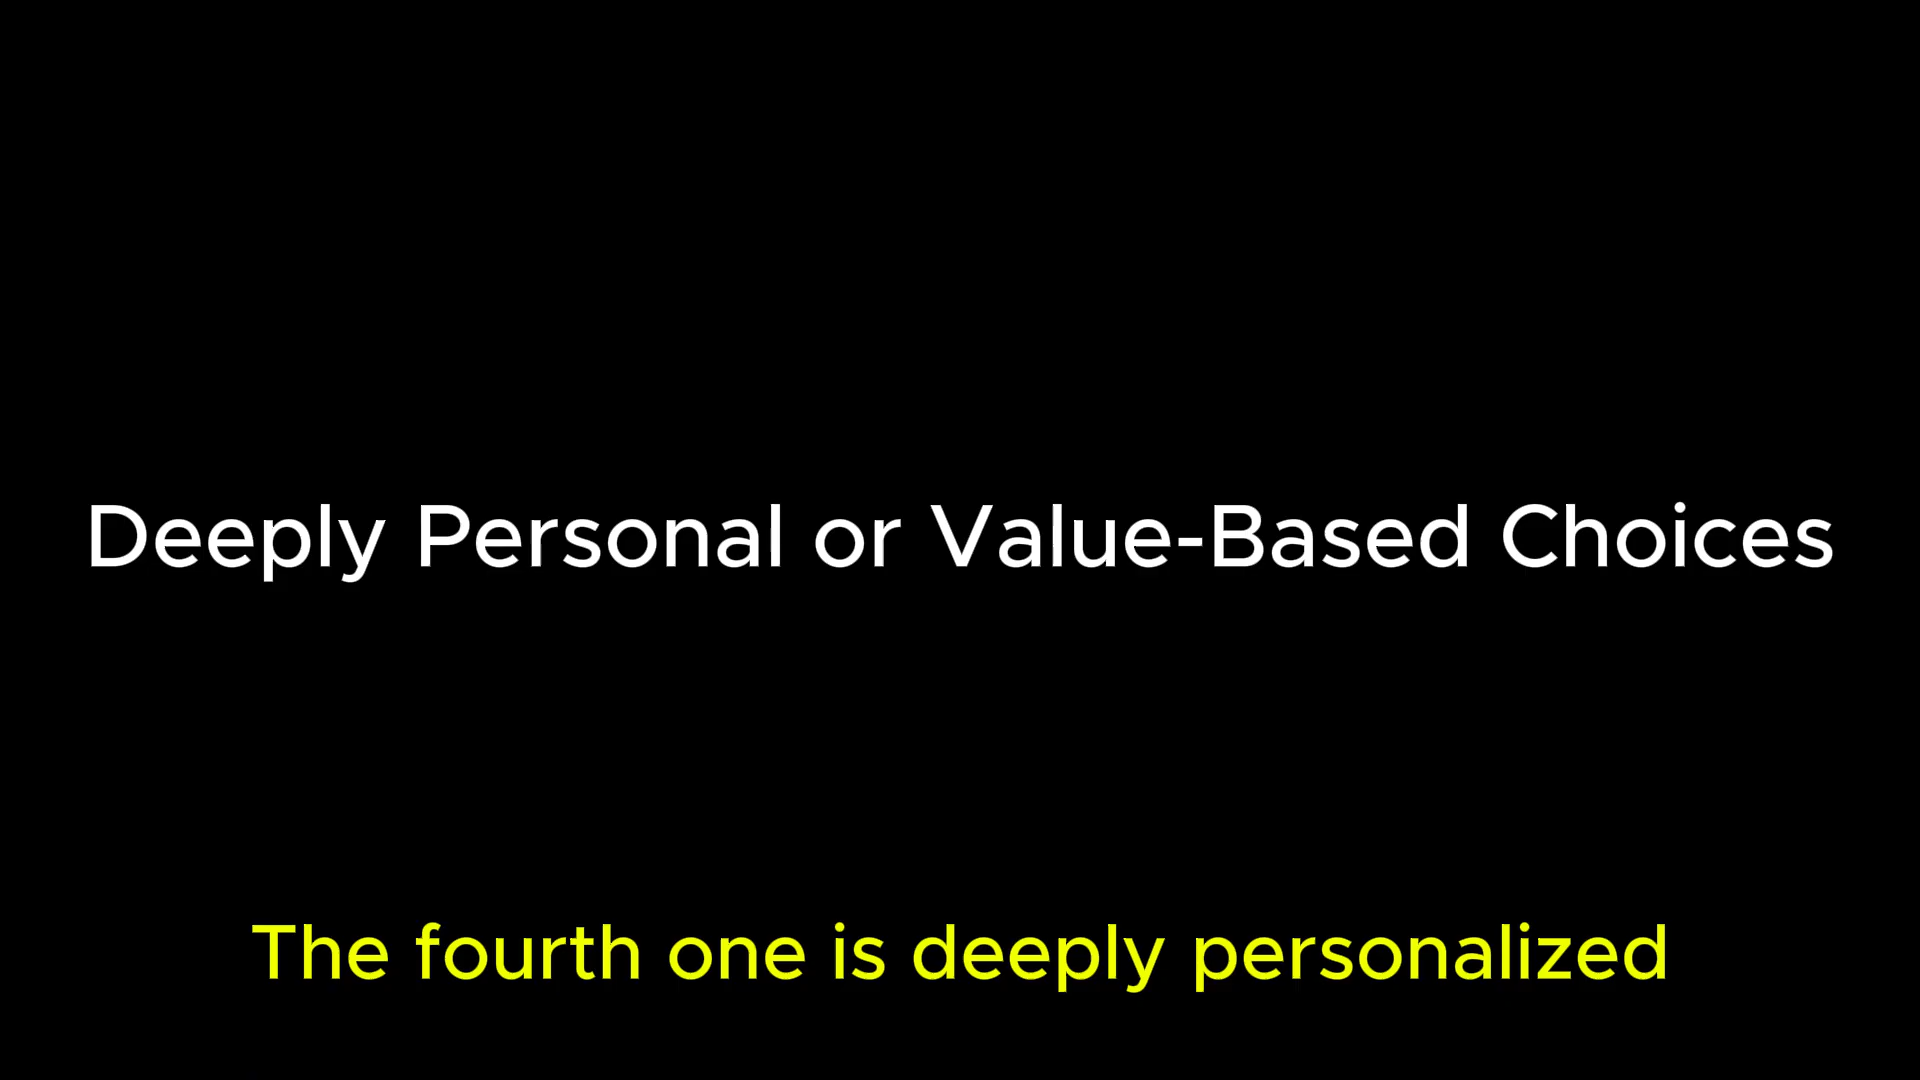 Deeply Personal or Value-Based Choices
The fourth one is deeply personalized